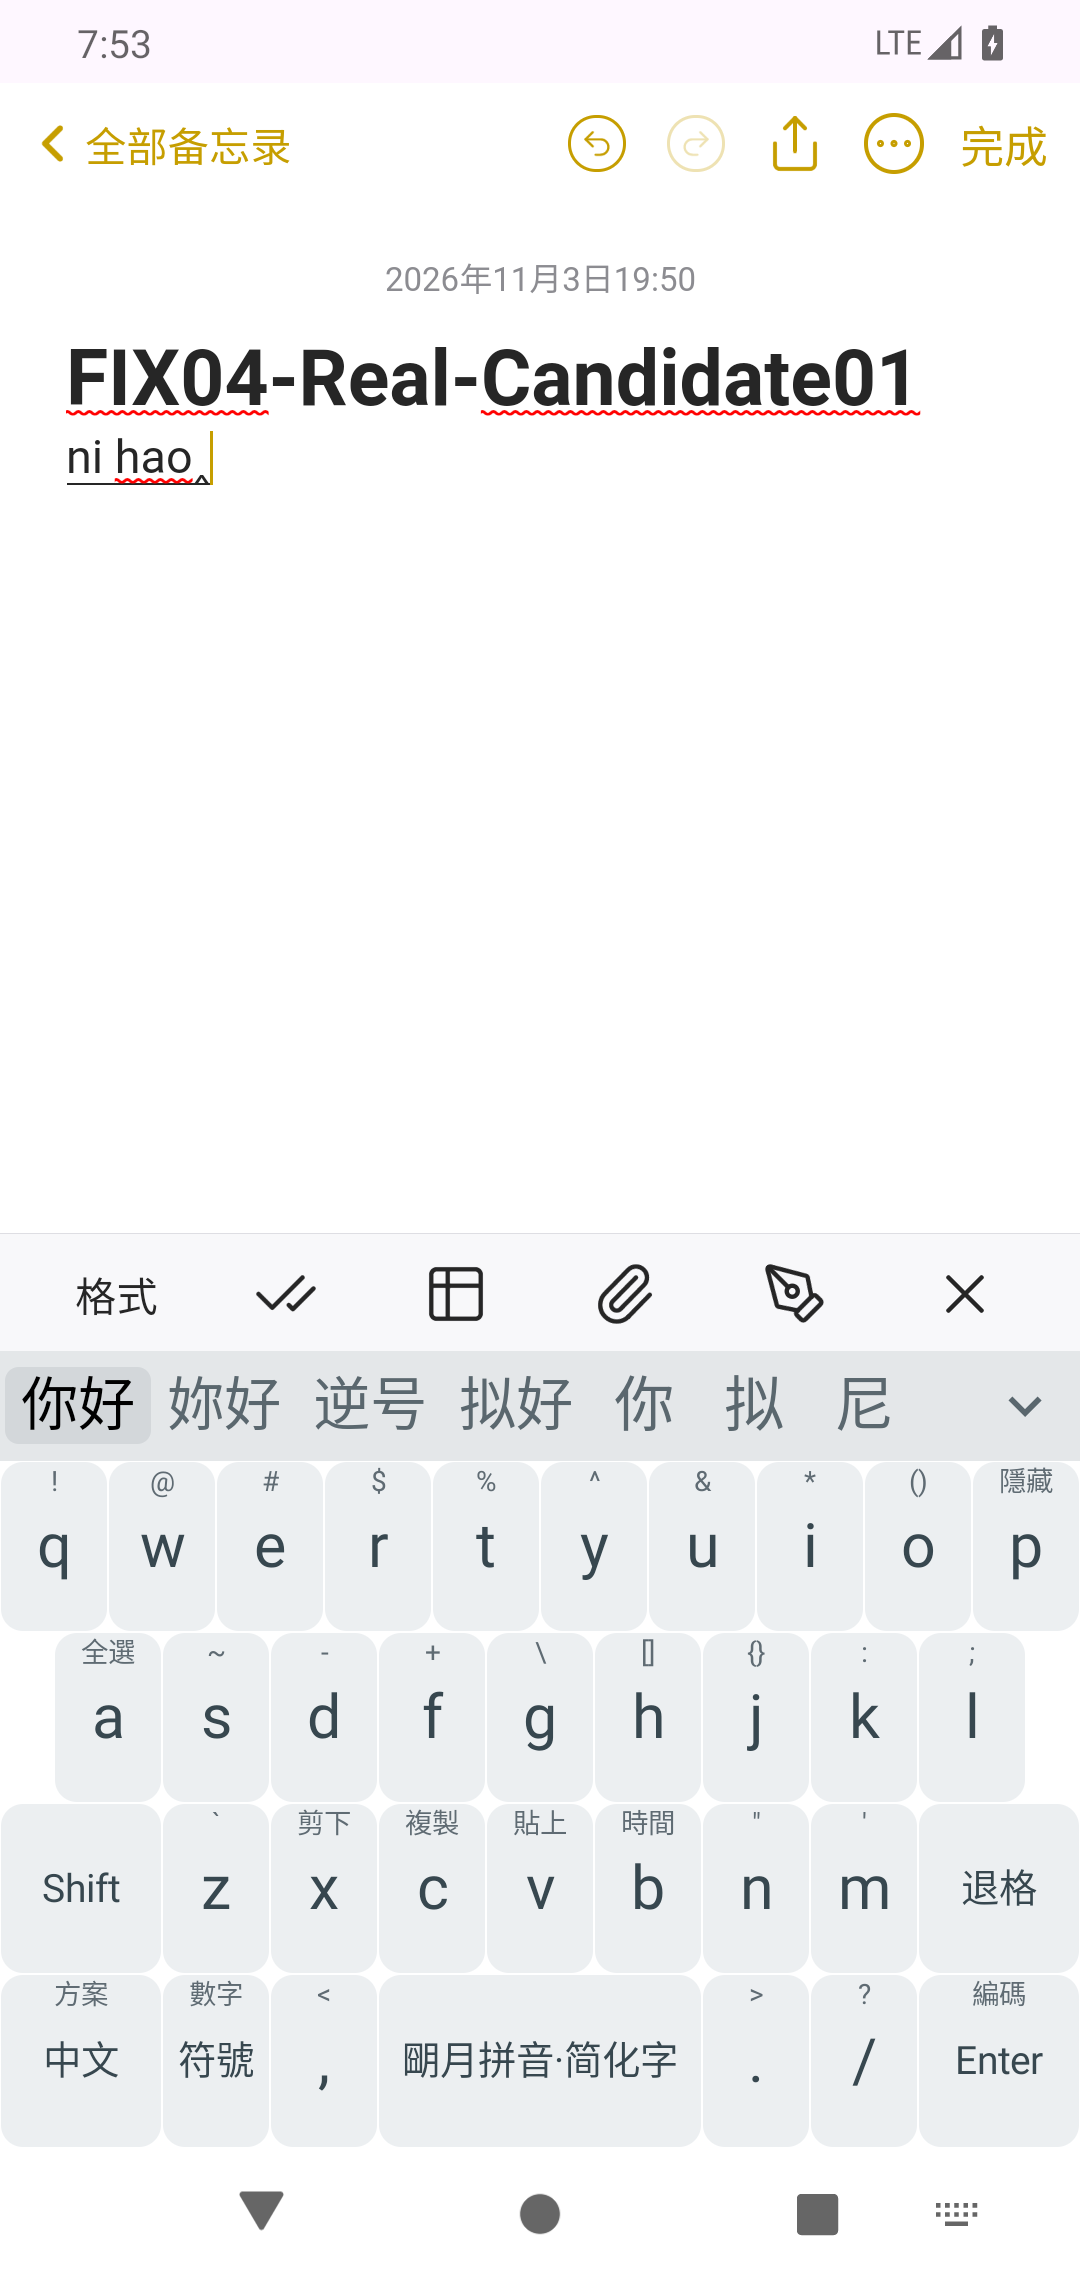 7:53 LTE
全部备忘录 完成
2026年11月3日19:50
FIX04-Real-Candidate01
ni hao‸
格式
你好 妳好 逆号 拟好 你 拟 尼
! @ # $ % ^ & * () 隱藏
q w e r t y u i o p
全選 ~ - + \ [] {} : ;
a s d f g h j k l
` 剪下 複製 貼上 時間 " '
Shift z x c v b n m 退格
方案 數字 < > ? 編碼
中文 符號 , 朙月拼音·简化字 . / Enter